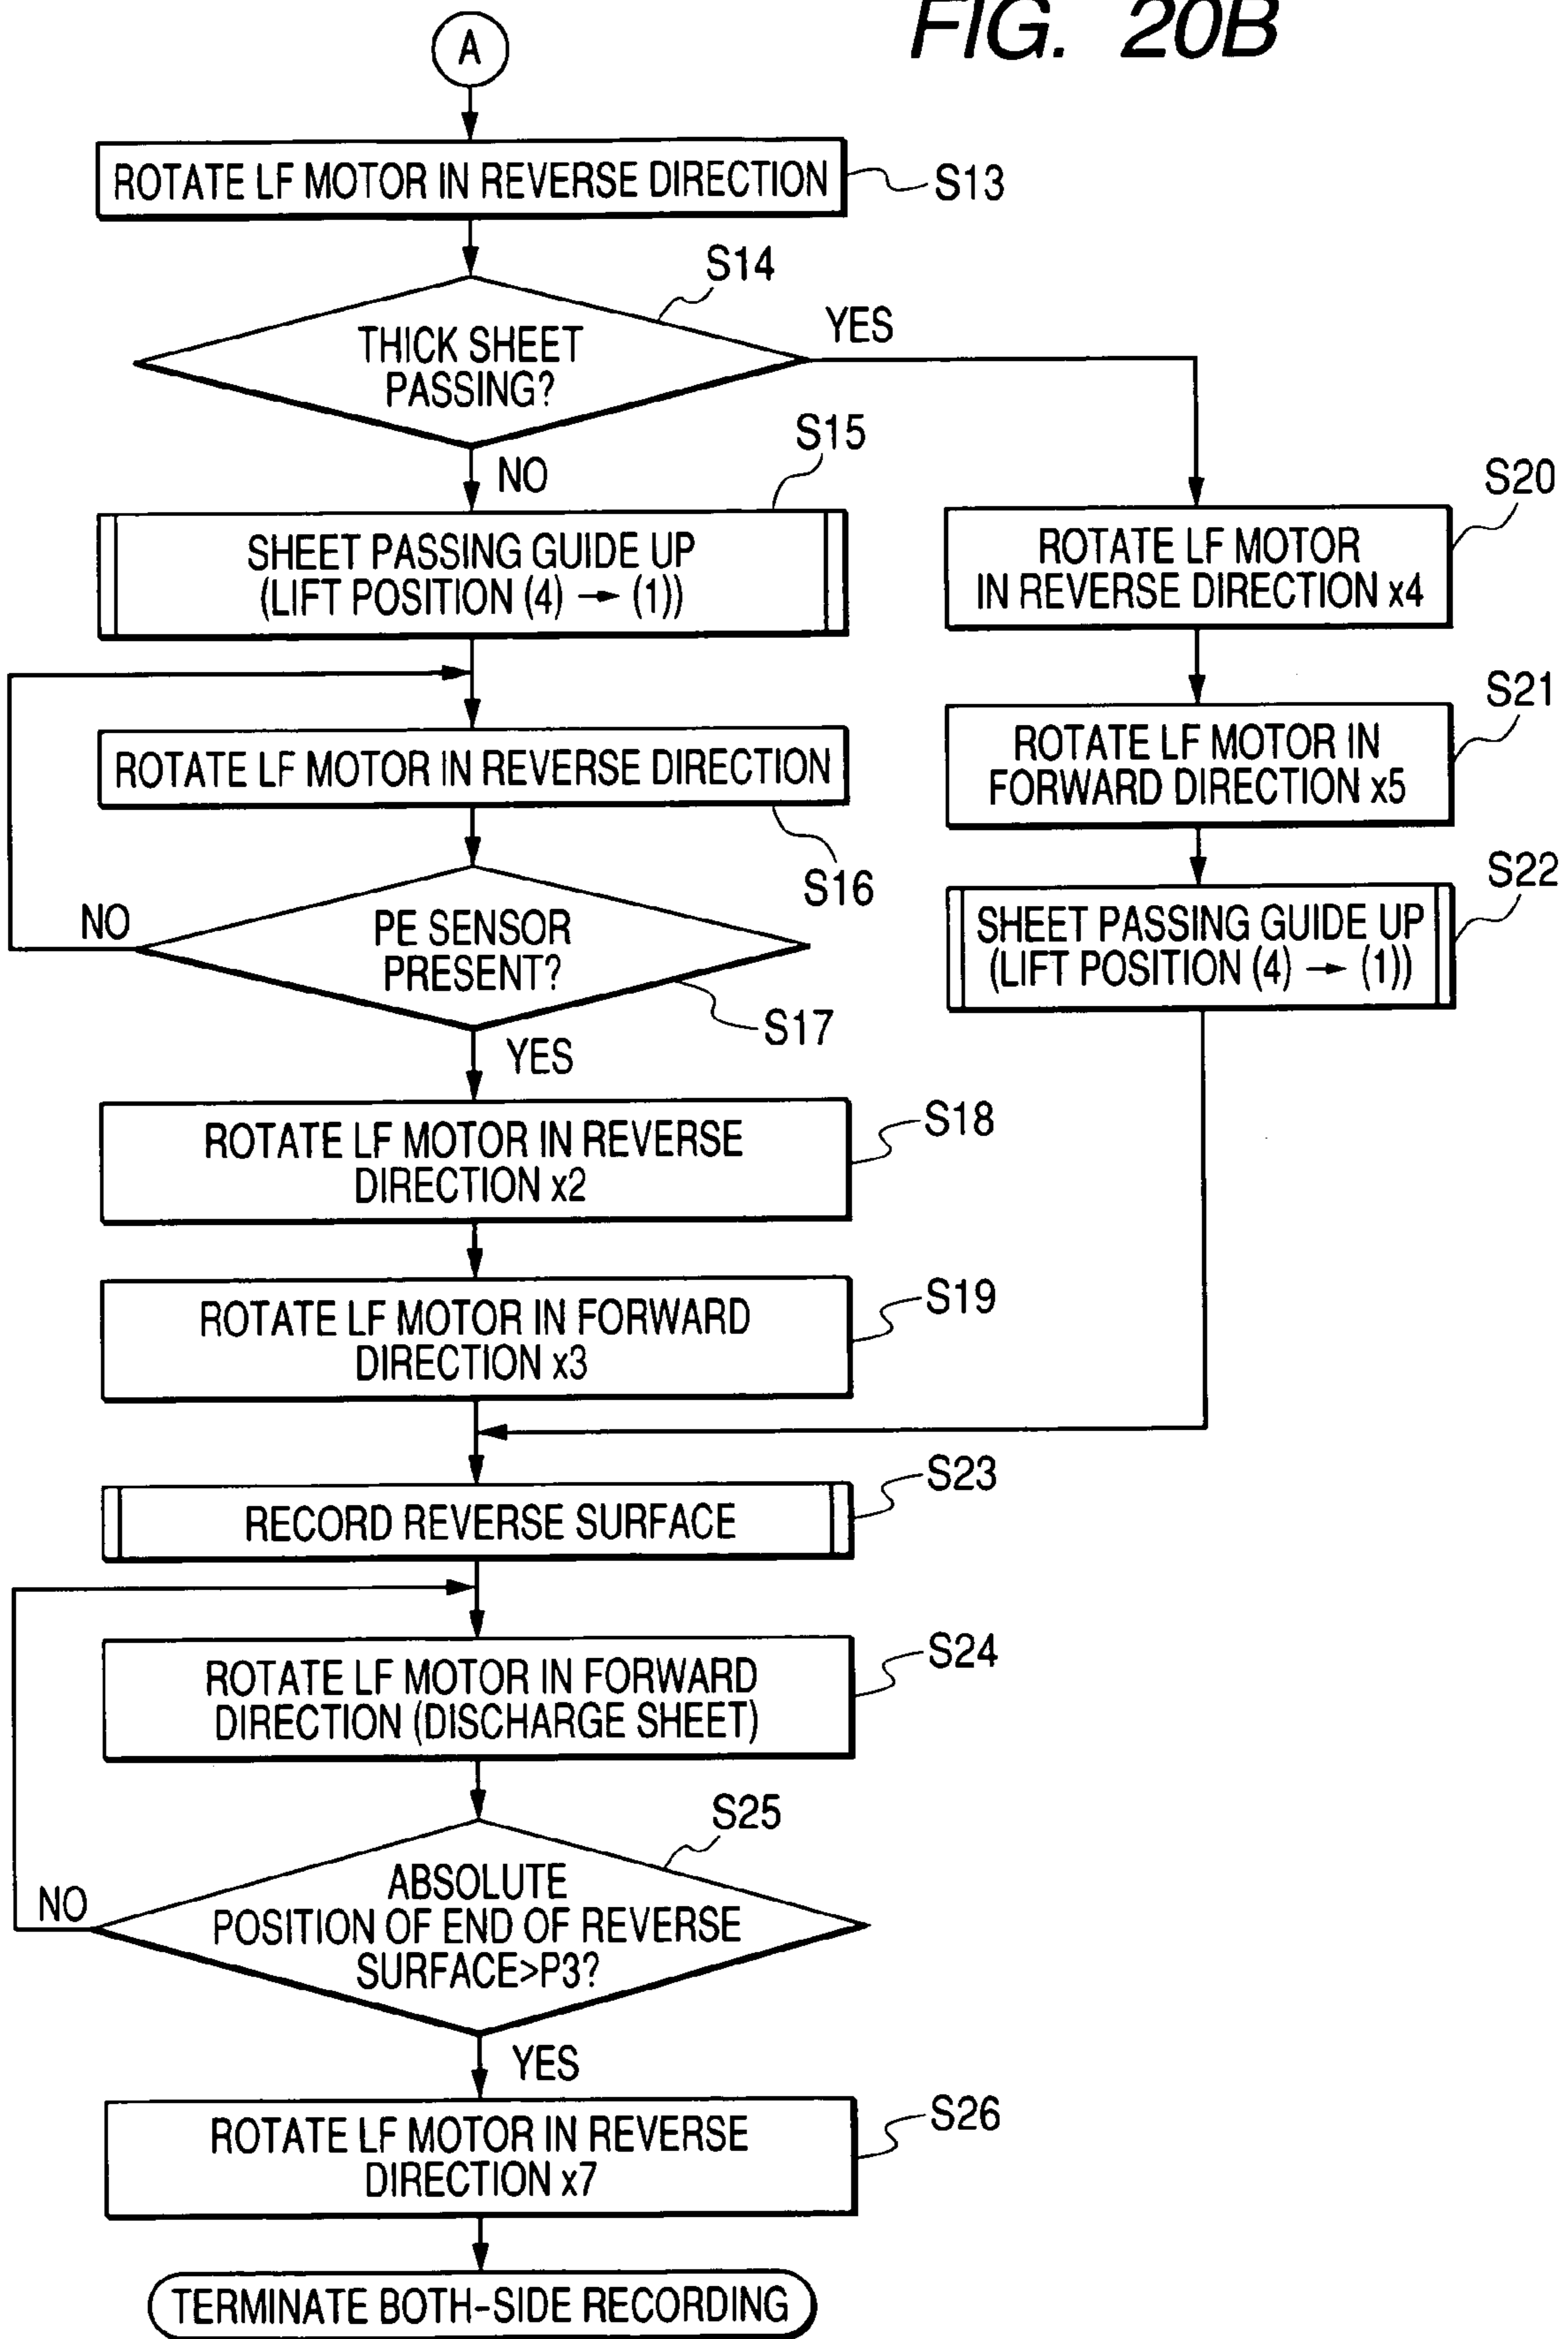 FIG. 20B
A
ROTATE LF MOTOR IN REVERSE DIRECTION
S13
S14
THICK SHEET
PASSING?
YES
NO
S15
SHEET PASSING GUIDE UP
(LIFT POSITION (4) → (1))
ROTATE LF MOTOR IN REVERSE DIRECTION
S16
PE SENSOR
PRESENT?
NO
S17
YES
ROTATE LF MOTOR IN REVERSE
DIRECTION x2
S18
ROTATE LF MOTOR IN FORWARD
DIRECTION x3
S19
S20
ROTATE LF MOTOR
IN REVERSE DIRECTION x4
S21
ROTATE LF MOTOR IN
FORWARD DIRECTION x5
S22
SHEET PASSING GUIDE UP
(LIFT POSITION (4) → (1))
RECORD REVERSE SURFACE
S23
ROTATE LF MOTOR IN FORWARD
DIRECTION (DISCHARGE SHEET)
S24
S25
ABSOLUTE
POSITION OF END OF REVERSE
SURFACE>P3?
NO
YES
ROTATE LF MOTOR IN REVERSE
DIRECTION x7
S26
TERMINATE BOTH-SIDE RECORDING